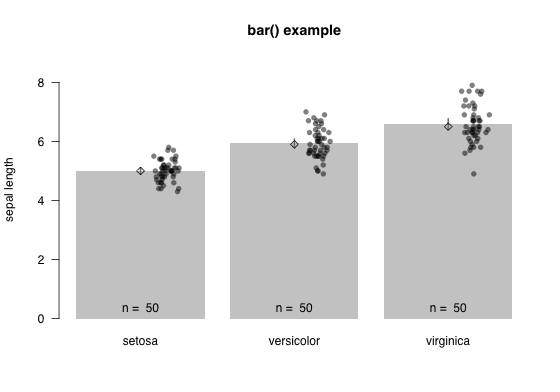 bar() example
sepal length
8
6
4
2
0
n = 50
n = 50
n = 50
setosa
versicolor
virginica